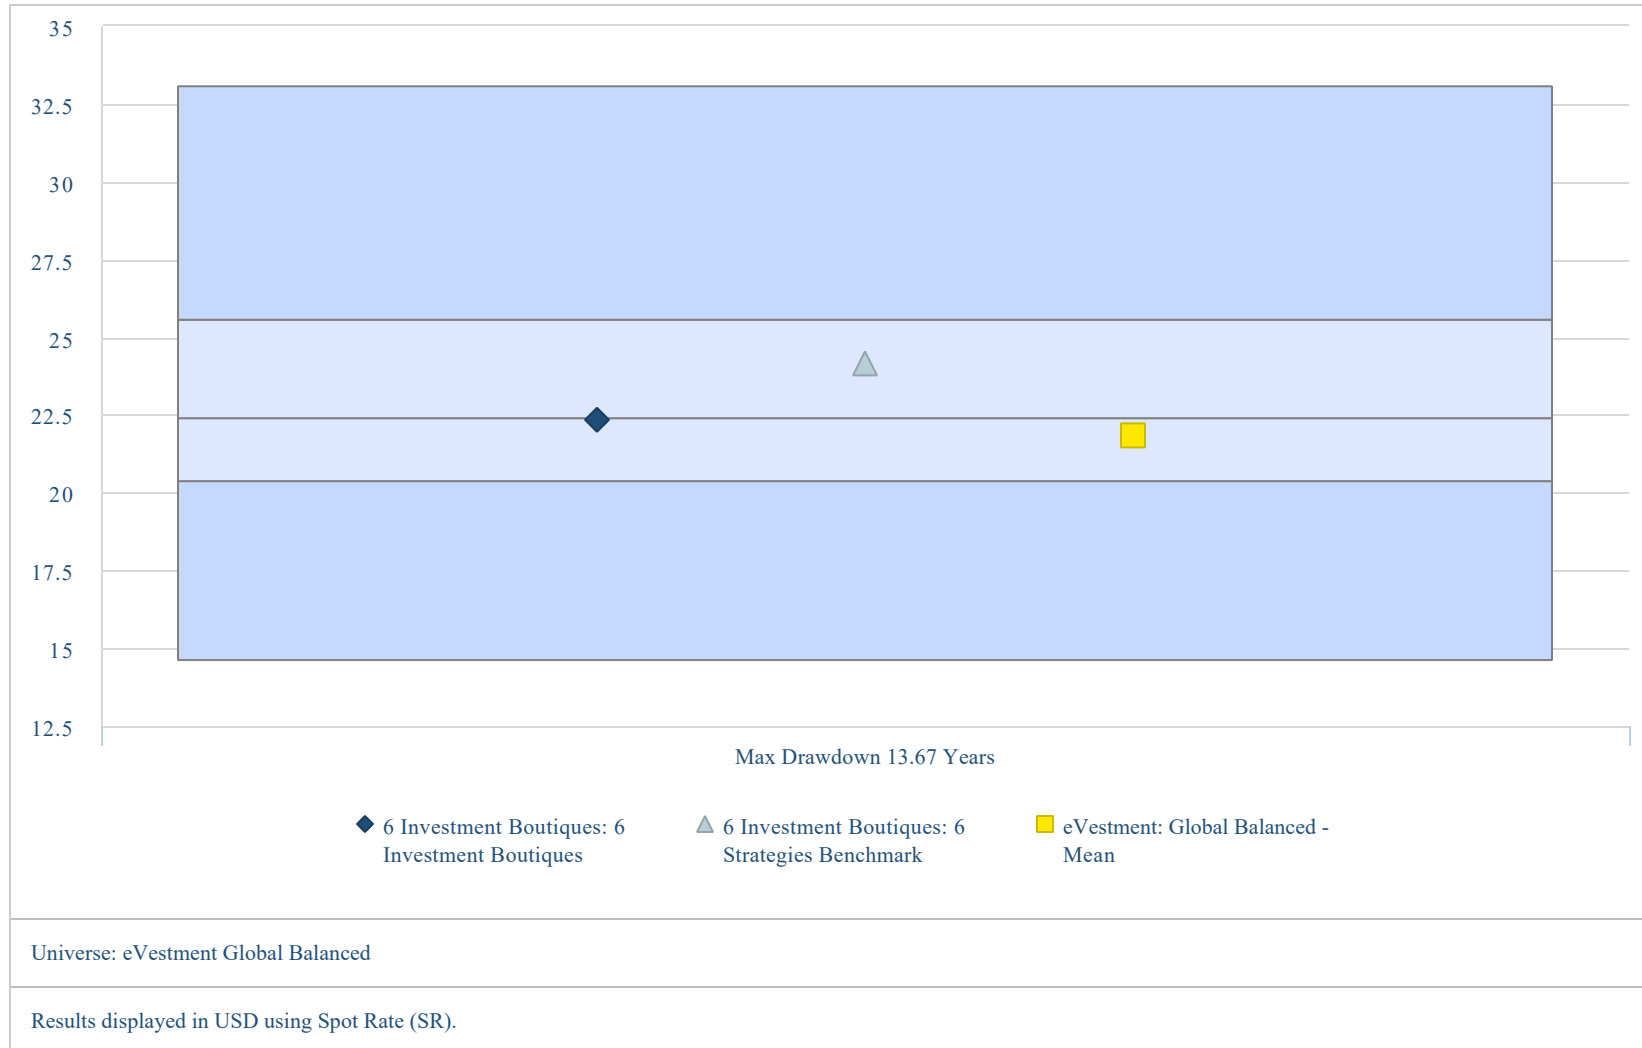 35
32.5
30
27.5
25
22.5
20
17.5
15
12.5
Max Drawdown 13.67 Years
6 Investment Boutiques: 6
Investment Boutiques
6 Investment Boutiques: 6
Strategies Benchmark
eVestment: Global Balanced -
Mean
Universe: eVestment Global Balanced
Results displayed in USD using Spot Rate (SR).